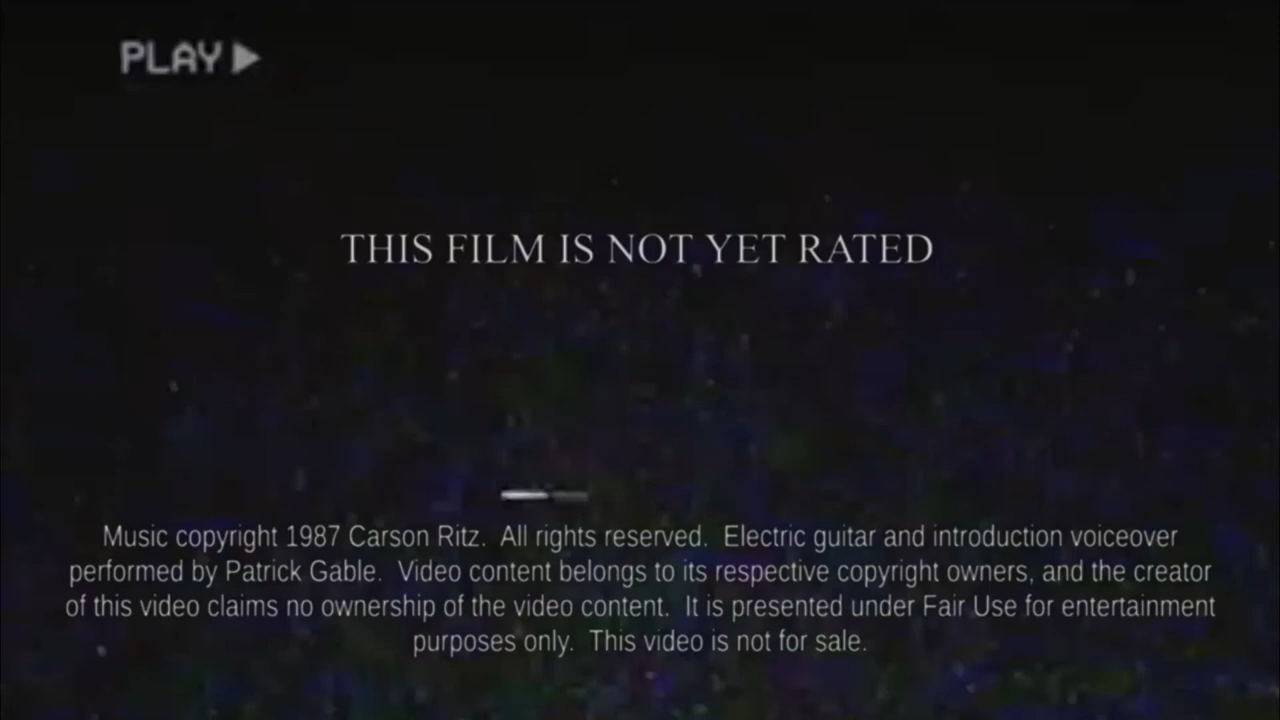 PLAY
THIS FILM IS NOT YET RATED
Music copyright 1987 Carson Ritz.  All rights reserved.  Electric guitar and introduction voiceover
performed by Patrick Gable.  Video content belongs to its respective copyright owners, and the creator
of this video claims no ownership of the video content.  It is presented under Fair Use for entertainment
purposes only.  This video is not for sale.